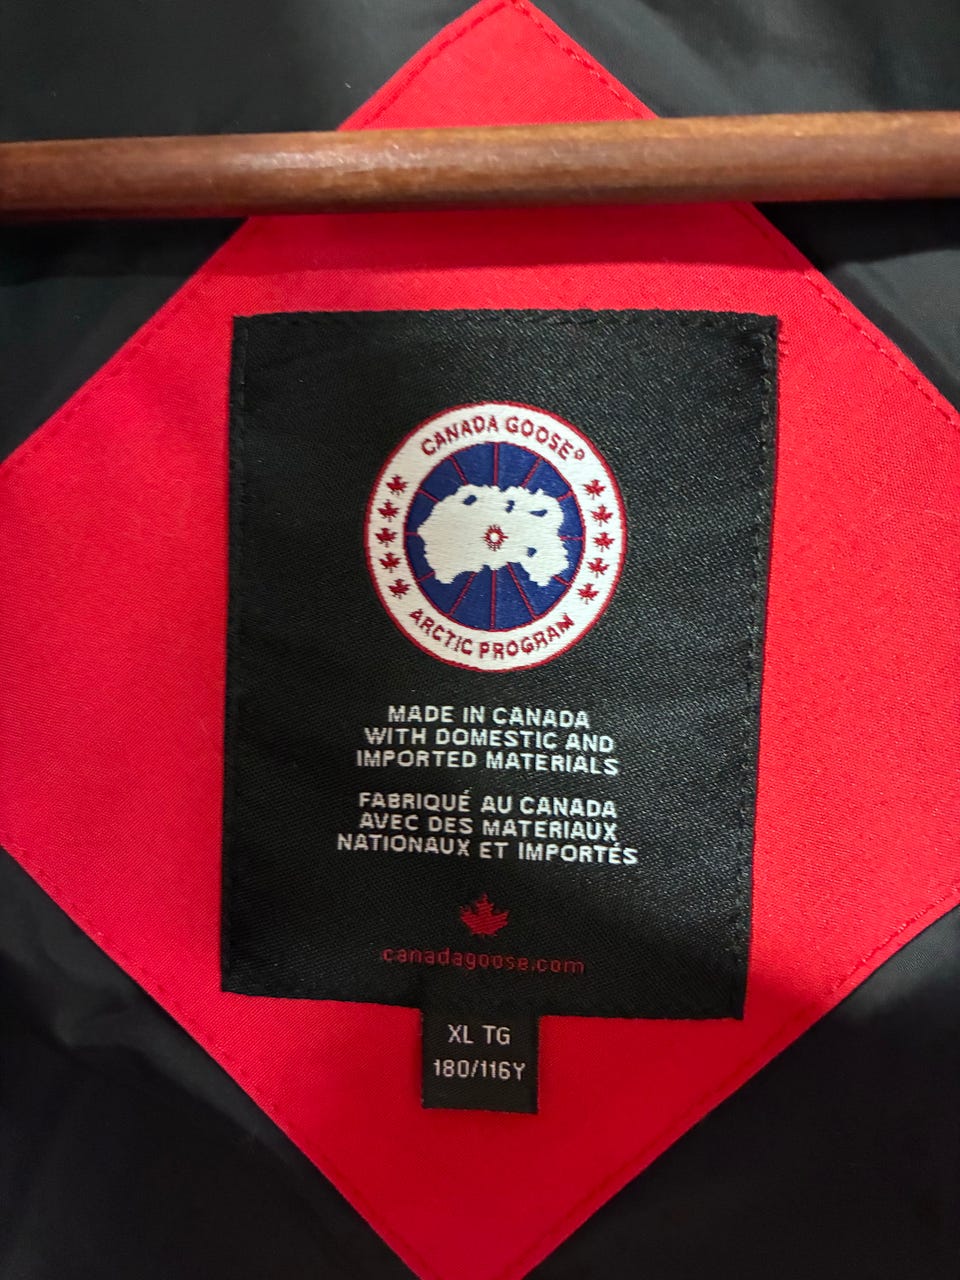 CANADA GOOSE®
ARCTIC PROGRAM
MADE IN CANADA
WITH DOMESTIC AND
IMPORTED MATERIALS
FABRIQUÉ AU CANADA
AVEC DES MATERIAUX
NATIONAUX ET IMPORTÉS
canadagoose.com
XL TG
180/116Y